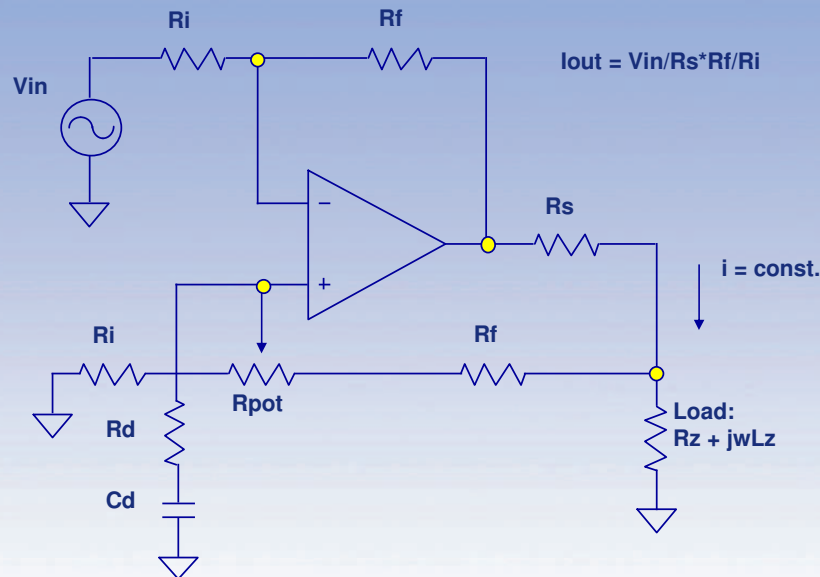 Ri
Rf
Iout = Vin/Rs*Rf/Ri
Vin
−
Rs
+
i = const.
Ri
Rf
Rpot
Rd
Load:
Rz + jwLz
Cd